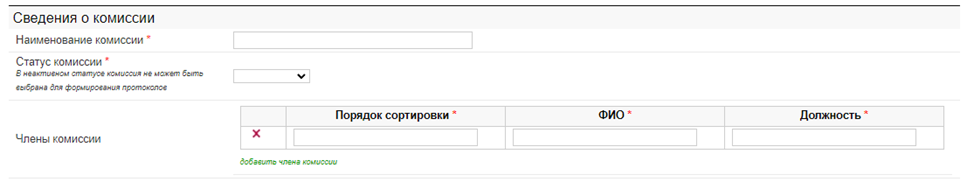 Сведения о комиссии
Наименование комиссии *
Статус комиссии *
В неактивном статусе комиссия не может быть
выбрана для формирования протоколов
Порядок сортировки * ФИО * Должность *
Члены комиссии
добавить члена комиссии